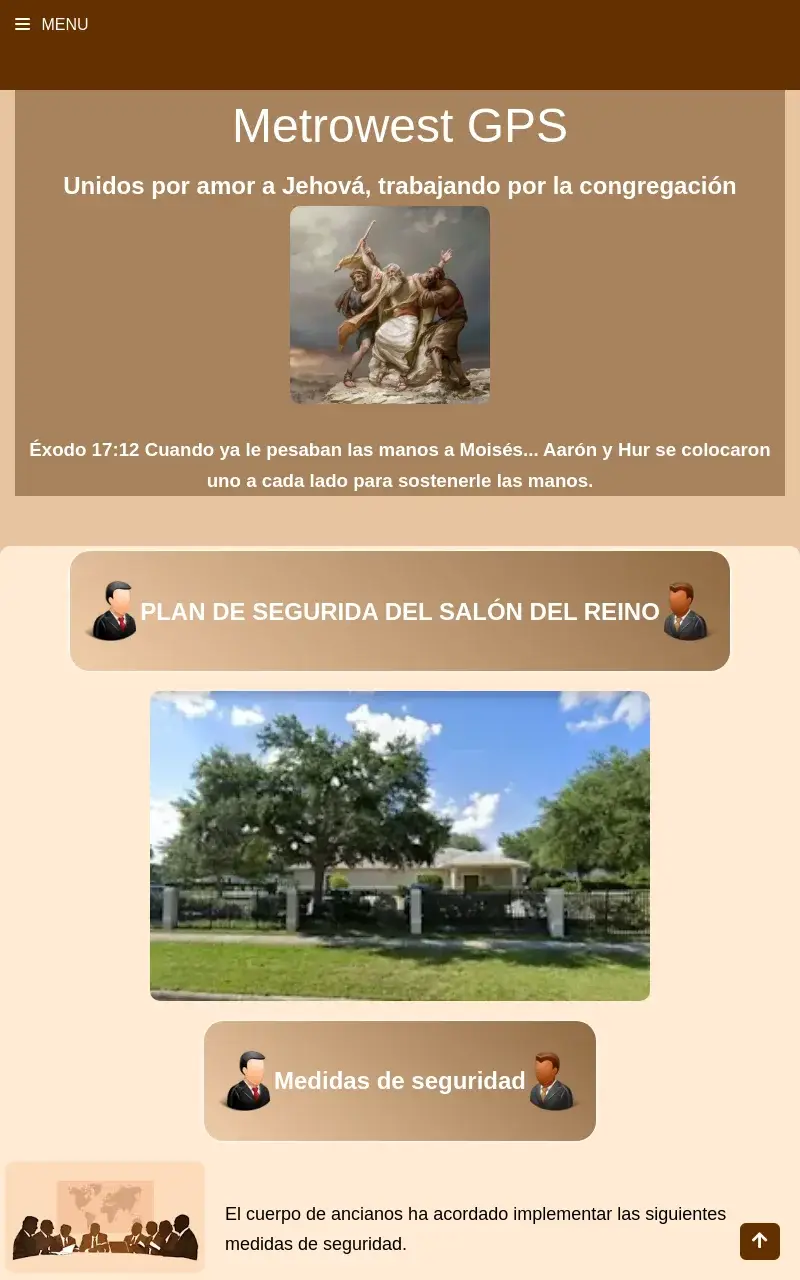 MENU
Metrowest GPS
Unidos por amor a Jehová, trabajando por la congregación
Éxodo 17:12 Cuando ya le pesaban las manos a Moisés... Aarón y Hur se colocaron
uno a cada lado para sostenerle las manos.
PLAN DE SEGURIDA DEL SALÓN DEL REINO
Medidas de seguridad
El cuerpo de ancianos ha acordado implementar las siguientes
medidas de seguridad.